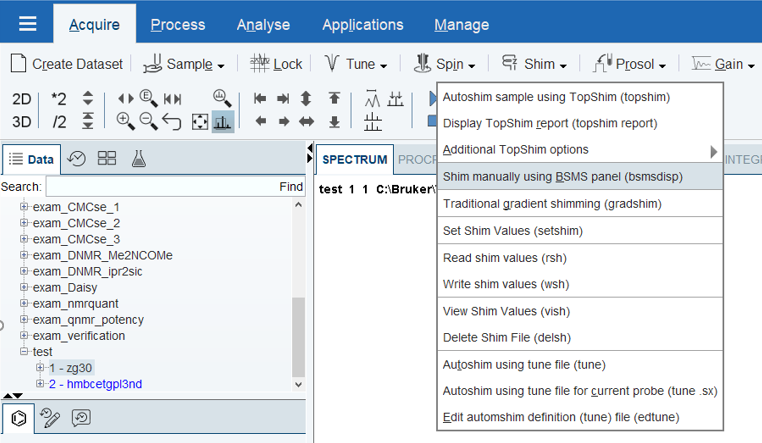 Acquire Process Analyse Applications Manage
Create Dataset Sample Lock Tune Spin Shim Prosol Gain
2D *2
3D /2
Data
SPECTRUM PROC INTEGR
Search: Find
test 1 1 C:\Bruker\
exam_CMCse_1
exam_CMCse_2
exam_CMCse_3
exam_DNMR_Me2NCOMe
exam_DNMR_ipr2sic
exam_Daisy
exam_nmrquant
exam_qnmr_potency
exam_verification
test
1 - zg30
2 - hmbcetgpl3nd
Autoshim sample using TopShim (topshim)
Display TopShim report (topshim report)
Additional TopShim options
Shim manually using BSMS panel (bsmsdisp)
Traditional gradient shimming (gradshim)
Set Shim Values (setshim)
Read shim values (rsh)
Write shim values (wsh)
View Shim Values (vish)
Delete Shim File (delsh)
Autoshim using tune file (tune)
Autoshim using tune file for current probe (tune .sx)
Edit automshim definition (tune) file (edtune)